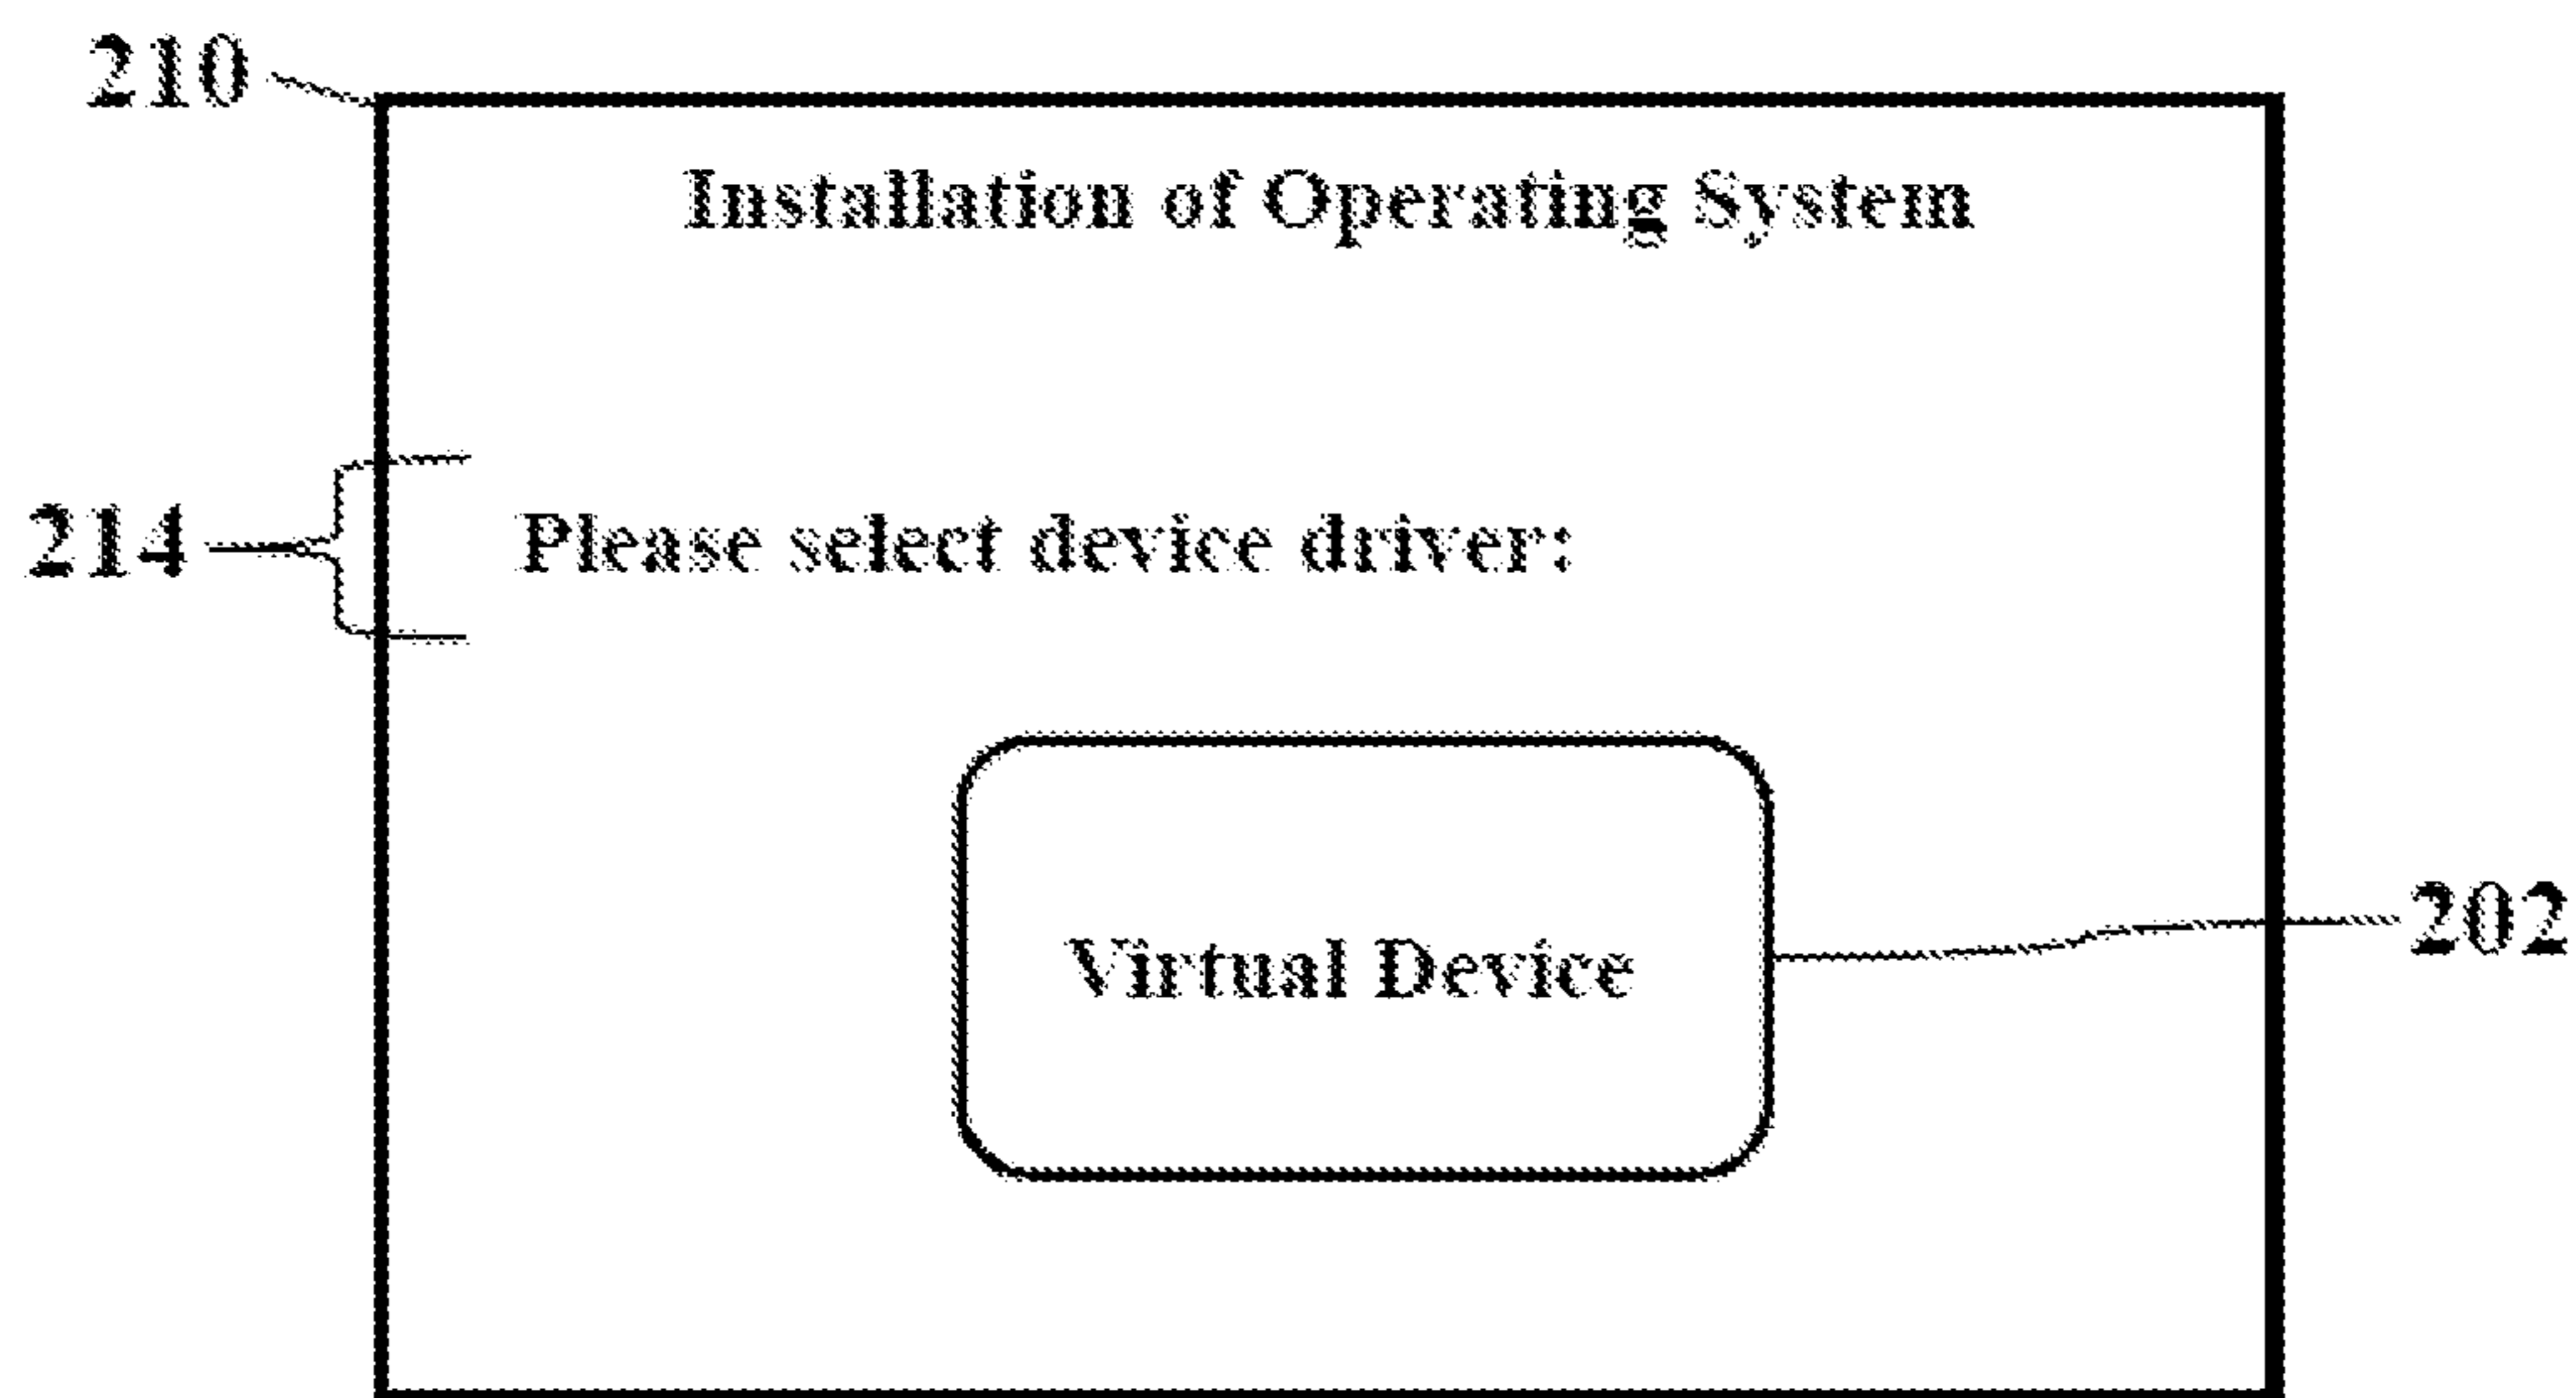 210
Installation of Operating System
214
Please select device driver:
202
Virtual Device